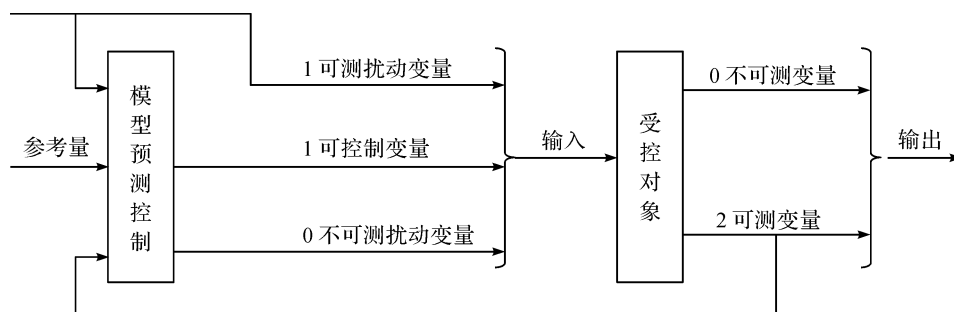 参考量
模型预测控制
1 可测扰动变量
1 可控制变量
0 不可测扰动变量
输入
受控对象
0 不可测变量
2 可测变量
输出